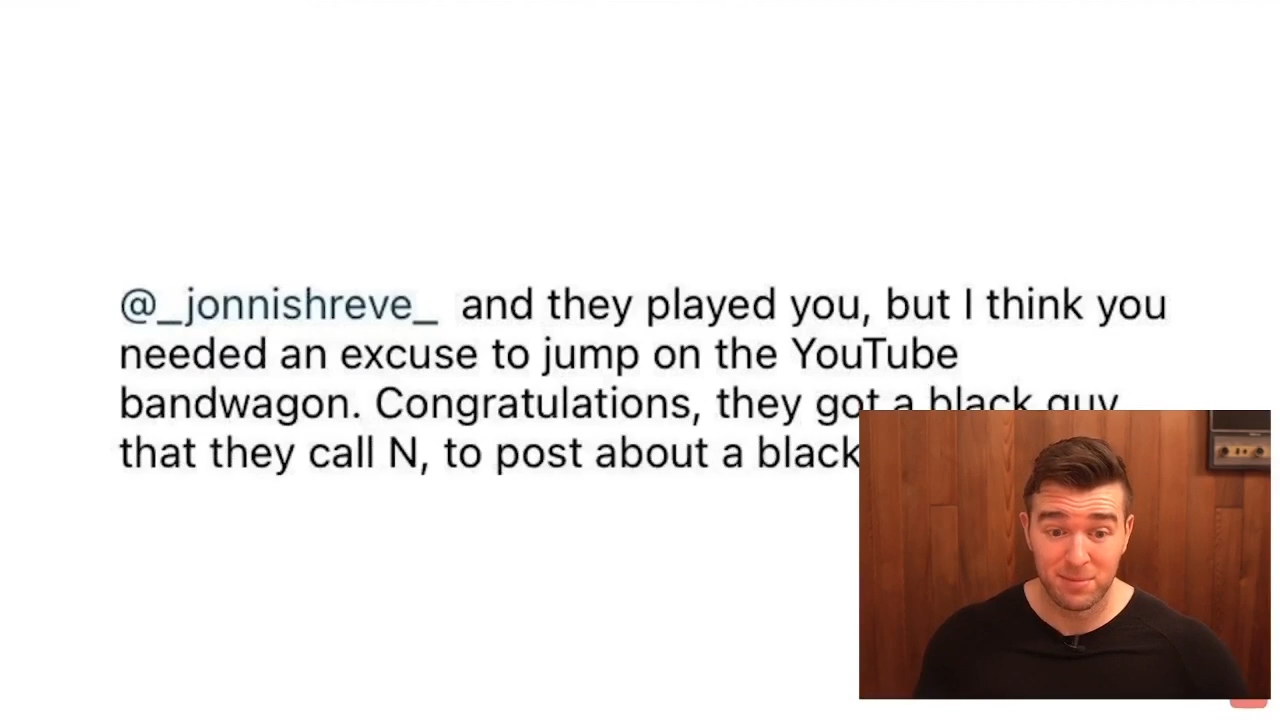 @_jonnishreve_ and they played you, but I think you
needed an excuse to jump on the YouTube
bandwagon. Congratulations, they got a black guy
that they call N, to post about a black